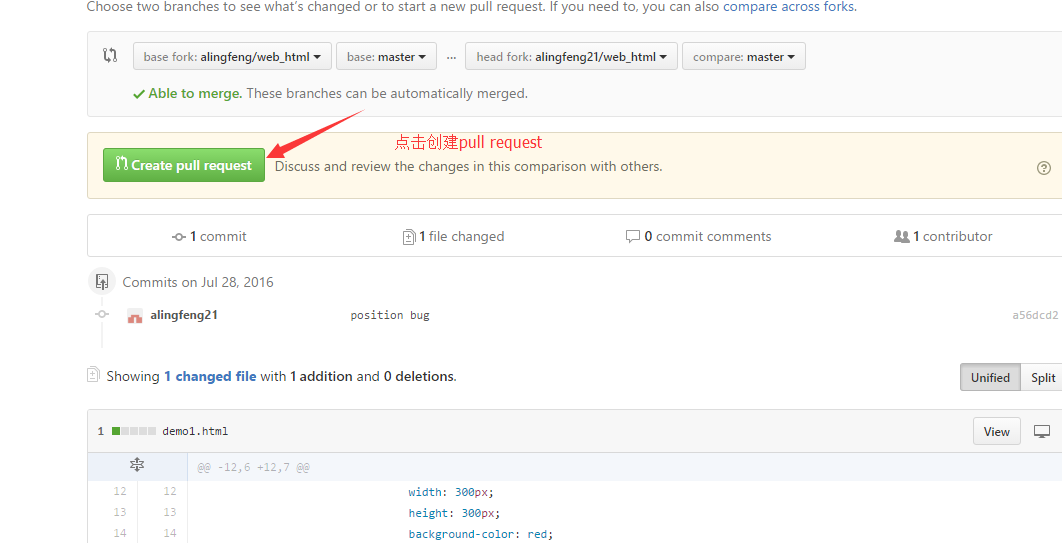 Choose two branches to see what's changed or to start a new pull request. If you need to, you can also compare across forks.
base fork: alingfeng/web_html base: master ... head fork: alingfeng21/web_html compare: master
Able to merge. These branches can be automatically merged.
点击创建pull request
Create pull request Discuss and review the changes in this comparison with others.
1 commit 1 file changed 0 commit comments 1 contributor
Commits on Jul 28, 2016
alingfeng21 position bug a56dcd2
Showing 1 changed file with 1 addition and 0 deletions.
Unified Split
1 demo1.html View
@@ -12,6 +12,7 @@
12 12 width: 300px;
13 13 height: 300px;
14 14 background-color: red;